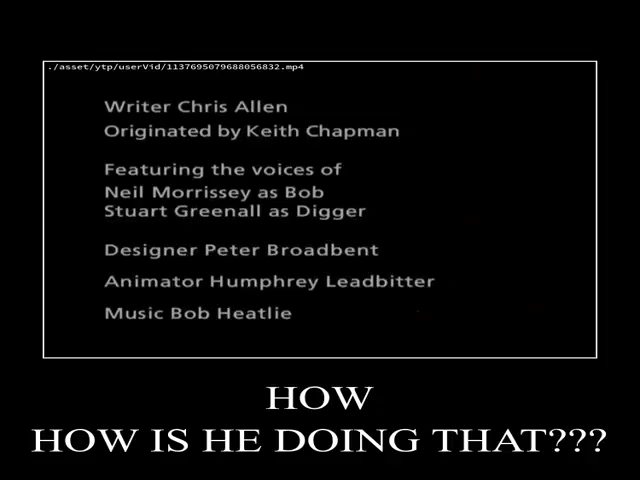 ./asset/ytp/userVid/1137695079688056832.mp4
Writer Chris Allen
Originated by Keith Chapman
Featuring the voices of
Neil Morrissey as Bob
Stuart Greenall as Digger
Designer Peter Broadbent
Animator Humphrey Leadbitter
Music Bob Heatlie
HOW
HOW IS HE DOING THAT???